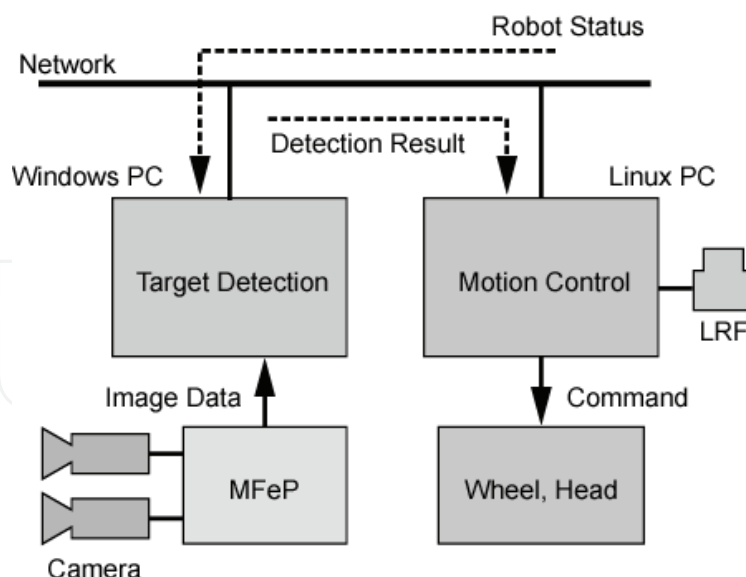 Robot Status
Network
Detection Result
Windows PC
Linux PC
Target Detection
Motion Control
LRF
Image Data
Command
MFeP
Wheel, Head
Camera